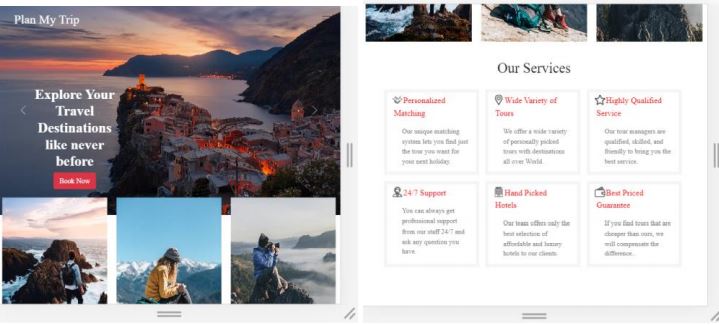 Plan My Trip
Explore Your
Travel
Destinations
like never
before
Book Now
Our Services
Personalized
Matching
Our unique matching
system lets you find just
the tour you want for
your next holiday.
Wide Variety of
Tours
We offer a wide variety
of personally picked
tours with destinations
all over World.
Highly Qualified
Service
Our tour managers are
qualified, skilled, and
friendly to bring you the
best service.
24/7 Support
You can always get
professional support
from our staff 24/7 and
ask any question you
have.
Hand Picked
Hotels
Our team offers only the
best selection of
affordable and luxury
hotels to our clients.
Best Priced
Guarantee
If you find tours that are
cheaper than ours, we
will compensate the
difference..